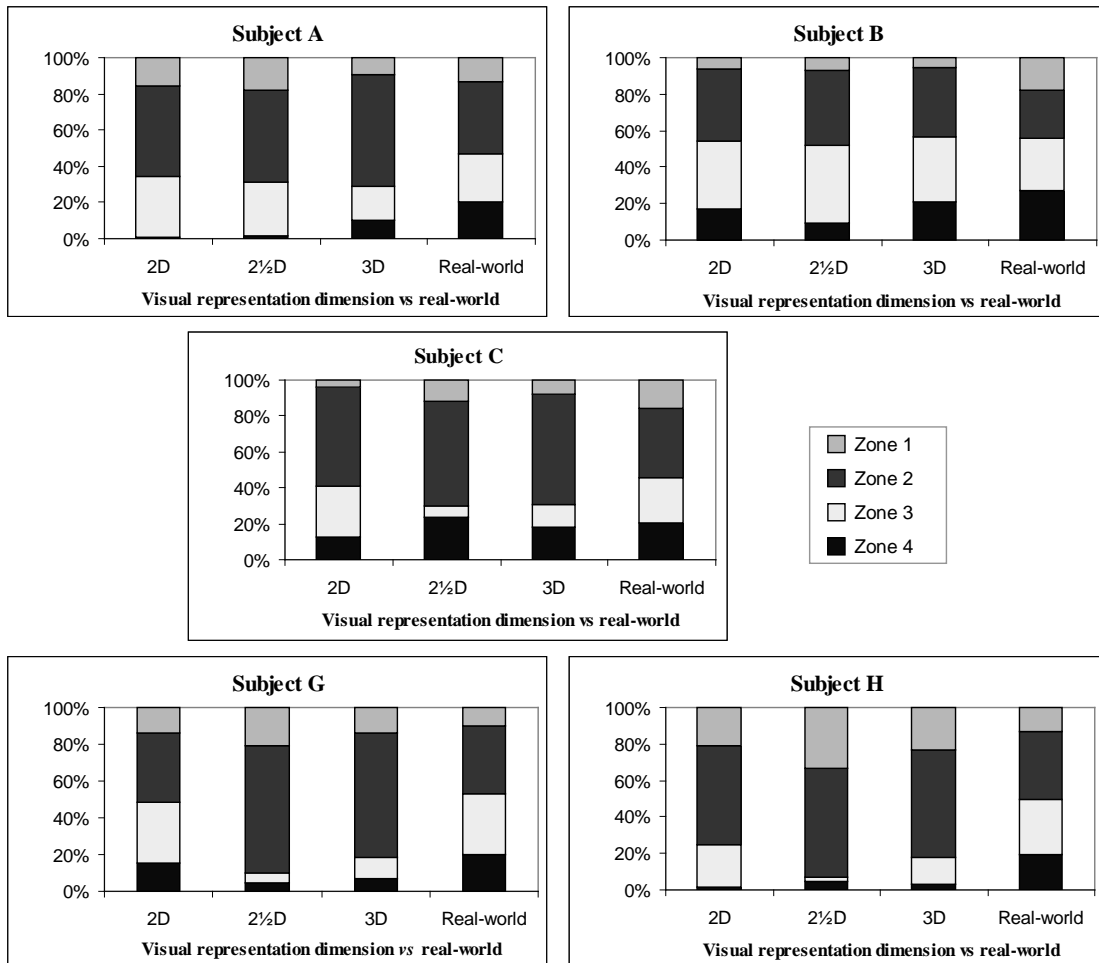 Subject A
100%
80%
60%
40%
20%
0%
2D 2½D 3D Real-world
Visual representation dimension vs real-world
Subject B
100%
80%
60%
40%
20%
0%
2D 2½D 3D Real-world
Visual representation dimension vs real-world
Subject C
100%
80%
60%
40%
20%
0%
2D 2½D 3D Real-world
Visual representation dimension vs real-world
Zone 1
Zone 2
Zone 3
Zone 4
Subject G
100%
80%
60%
40%
20%
0%
2D 2½D 3D Real-world
Visual representation dimension vs real-world
Subject H
100%
80%
60%
40%
20%
0%
2D 2½D 3D Real-world
Visual representation dimension vs real-world